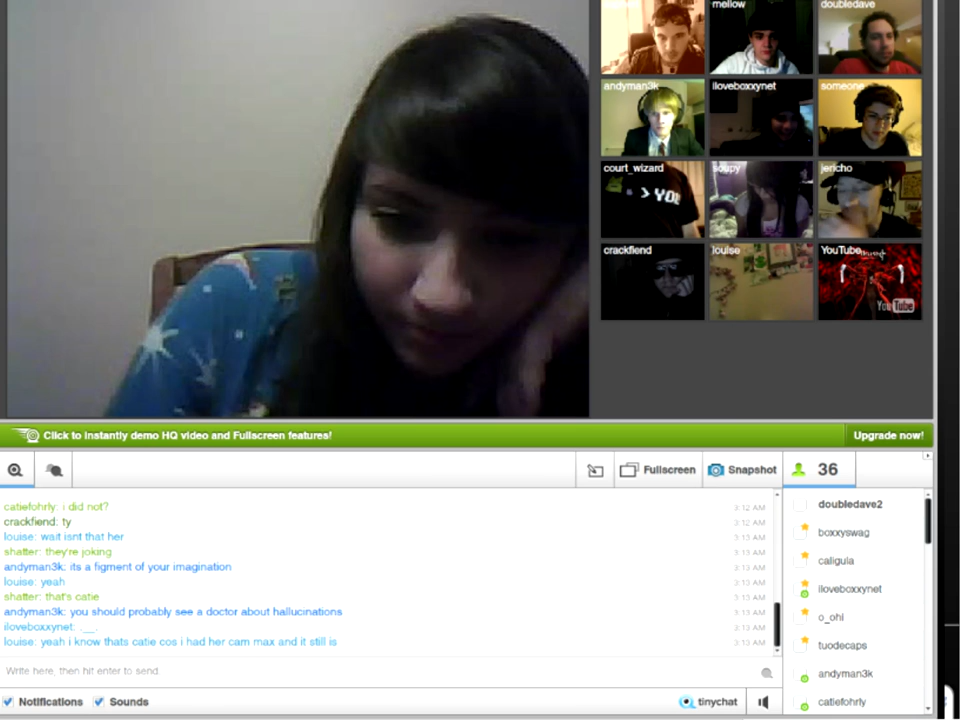 mellow
doubledave
andyman3k
iloveboxxynet
someone
court_wizard
soupy
jericho
> YOU
crackfiend
louise
YouTube
YouTube
Click to instantly demo HQ video and Fullscreen features!
Upgrade now!
Fullscreen
Snapshot
36
catiefohrly: i did not?
3:12 AM
crackfiend: ty
3:12 AM
louise: wait isnt that her
3:13 AM
shatter: they're joking
3:13 AM
andyman3k: its a figment of your imagination
3:13 AM
louise: yeah
3:13 AM
shatter: that's catie
3:13 AM
andyman3k: you should probably see a doctor about hallucinations
3:13 AM
iloveboxxynet: .__.
3:13 AM
louise: yeah i know thats catie cos i had her cam max and it still is
3:13 AM
doubledave2
boxxyswag
caligula
iloveboxxynet
o_ohi
tuodecaps
andyman3k
catiefohrly
Write here, then hit enter to send
Notifications
Sounds
tinychat